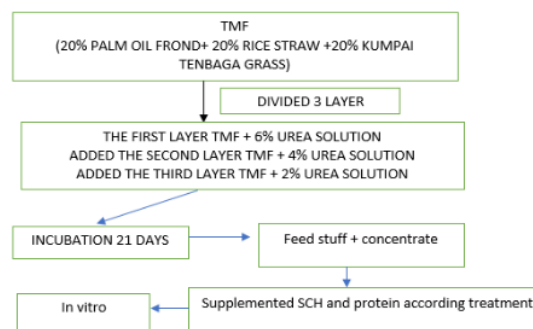 TMF
(20% PALM OIL FROND+ 20% RICE STRAW +20% KUMPAI
TENBAGA GRASS)
DIVIDED 3 LAYER
THE FIRST LAYER TMF + 6% UREA SOLUTION
ADDED THE SECOND LAYER TMF + 4% UREA SOLUTION
ADDED THE THIRD LAYER TMF + 2% UREA SOLUTION
INCUBATION 21 DAYS
Feed stuff + concentrate
Supplemented SCH and protein according treatment
In vitro